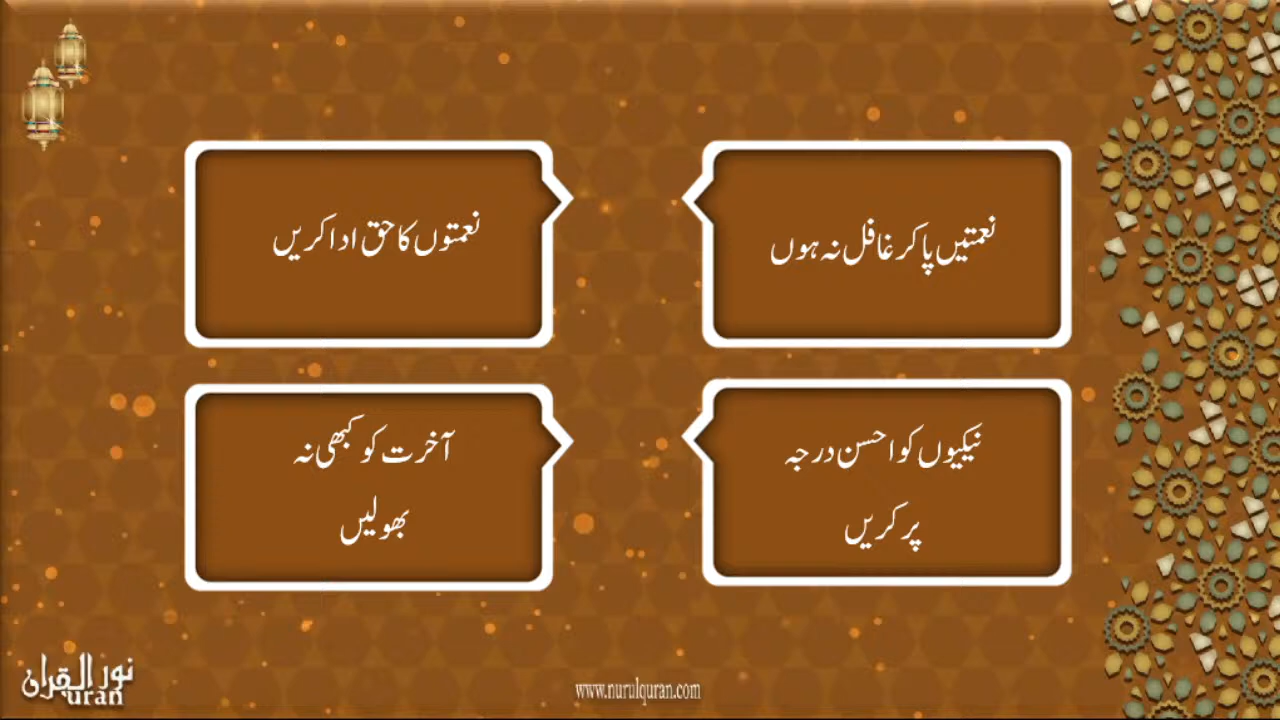 نعمتیں پا کر غافل نہ ہوں
نعمتوں کا حق ادا کریں
نیکیوں کو احسن درجہ
پر کریں
آخرت کو کبھی نہ
بھولیں
نور القرآن
uran
www.nurulquran.com